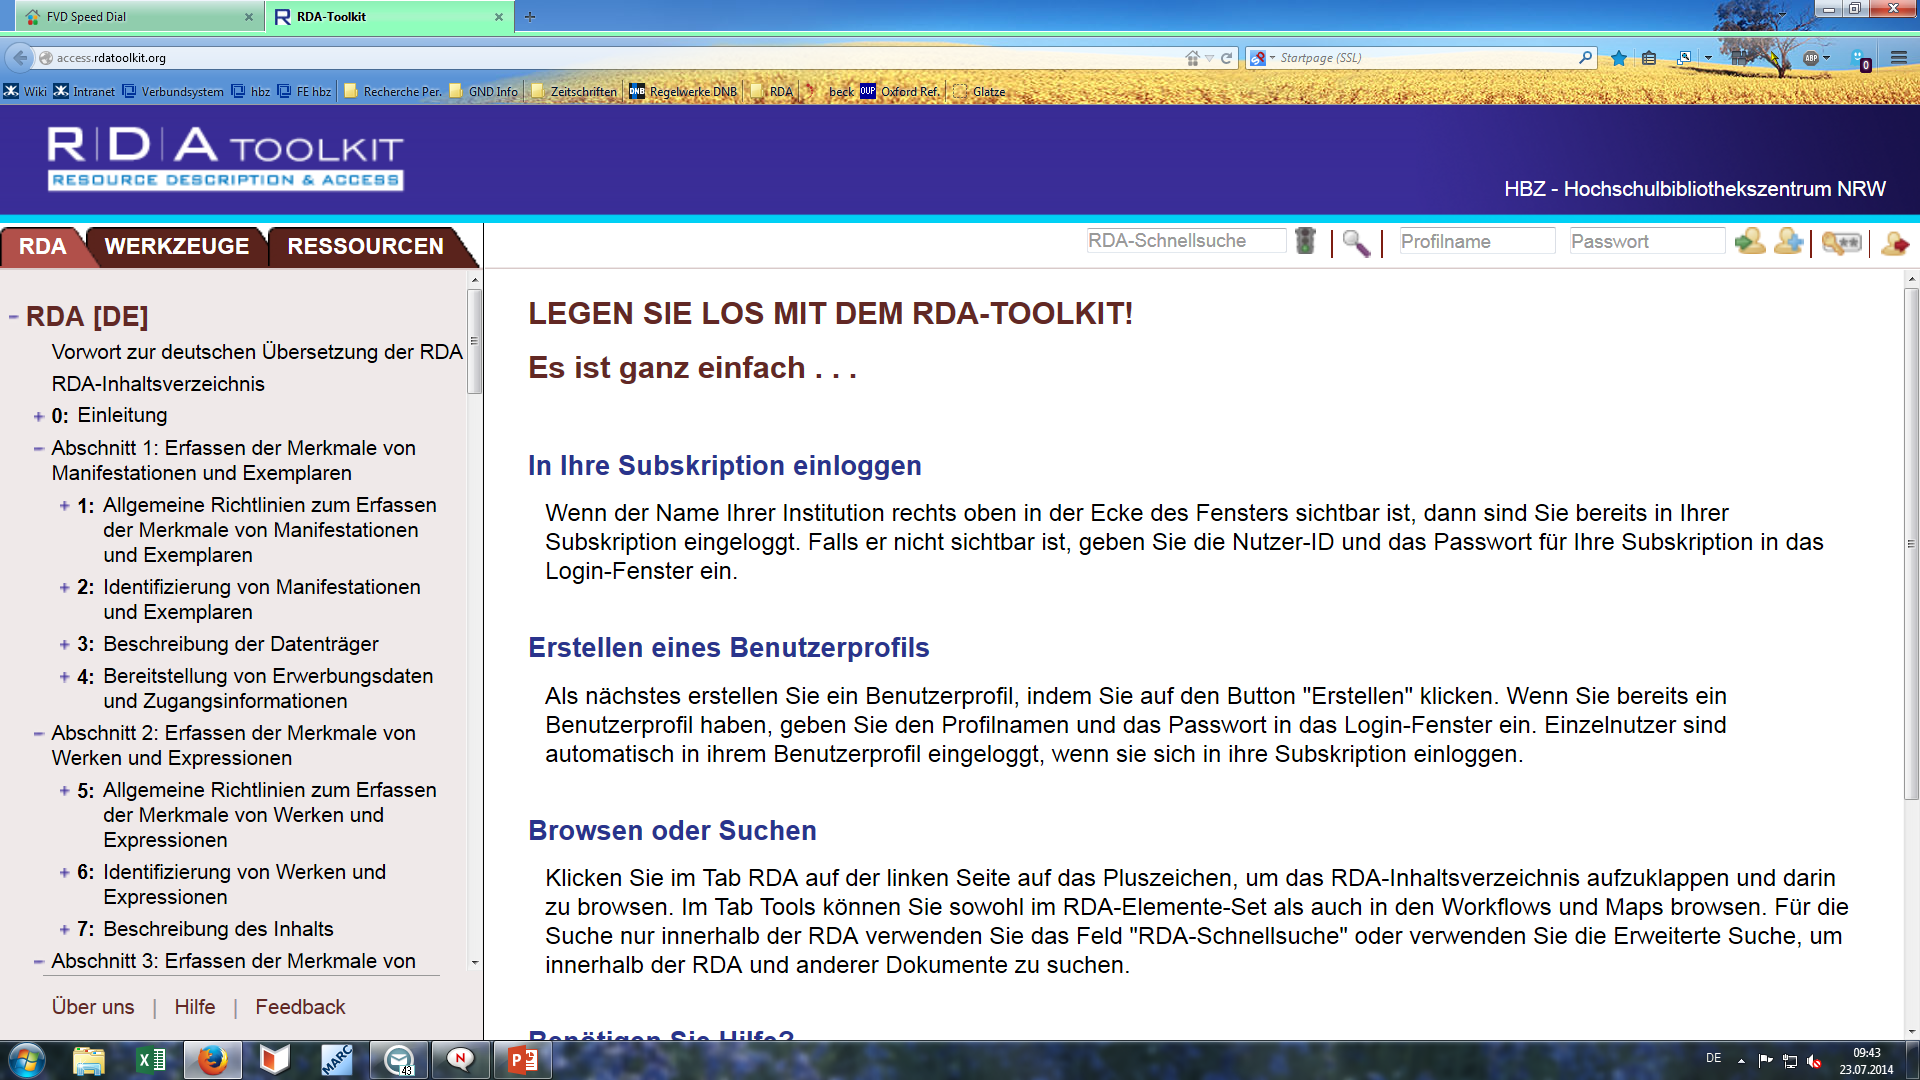 FVD Speed Dial
RDA-Toolkit
access.rdatoolkit.org
Startpage (SSL)
ABP
0
Wiki Intranet Verbundsystem hbz FE hbz Recherche Per. GND Info Zeitschriften DNB Regelwerke DNB RDA beck OUP Oxford Ref. Glatze
R|D|A TOOLKIT
RESOURCE DESCRIPTION & ACCESS
HBZ - Hochschulbibliothekszentrum NRW
RDA WERKZEUGE RESSOURCEN
RDA-Schnellsuche
Profilname
Passwort
RDA [DE]
Vorwort zur deutschen Übersetzung der RDA
RDA-Inhaltsverzeichnis
0: Einleitung
Abschnitt 1: Erfassen der Merkmale von
Manifestationen und Exemplaren
1: Allgemeine Richtlinien zum Erfassen
der Merkmale von Manifestationen
und Exemplaren
2: Identifizierung von Manifestationen
und Exemplaren
3: Beschreibung der Datenträger
4: Bereitstellung von Erwerbungsdaten
und Zugangsinformationen
Abschnitt 2: Erfassen der Merkmale von
Werken und Expressionen
5: Allgemeine Richtlinien zum Erfassen
der Merkmale von Werken und
Expressionen
6: Identifizierung von Werken und
Expressionen
7: Beschreibung des Inhalts
Abschnitt 3: Erfassen der Merkmale von
Über uns | Hilfe | Feedback
LEGEN SIE LOS MIT DEM RDA-TOOLKIT!
Es ist ganz einfach . . .
In Ihre Subskription einloggen
Wenn der Name Ihrer Institution rechts oben in der Ecke des Fensters sichtbar ist, dann sind Sie bereits in Ihrer
Subskription eingeloggt. Falls er nicht sichtbar ist, geben Sie die Nutzer-ID und das Passwort für Ihre Subskription in das
Login-Fenster ein.
Erstellen eines Benutzerprofils
Als nächstes erstellen Sie ein Benutzerprofil, indem Sie auf den Button "Erstellen" klicken. Wenn Sie bereits ein
Benutzerprofil haben, geben Sie den Profilnamen und das Passwort in das Login-Fenster ein. Einzelnutzer sind
automatisch in ihrem Benutzerprofil eingeloggt, wenn sie sich in ihre Subskription einloggen.
Browsen oder Suchen
Klicken Sie im Tab RDA auf der linken Seite auf das Pluszeichen, um das RDA-Inhaltsverzeichnis aufzuklappen und darin
zu browsen. Im Tab Tools können Sie sowohl im RDA-Elemente-Set als auch in den Workflows und Maps browsen. Für die
Suche nur innerhalb der RDA verwenden Sie das Feld "RDA-Schnellsuche" oder verwenden Sie die Erweiterte Suche, um
innerhalb der RDA und anderer Dokumente zu suchen.
Benötigen Sie Hilfe?
MARC
43
N
DE
09:43
23.07.2014